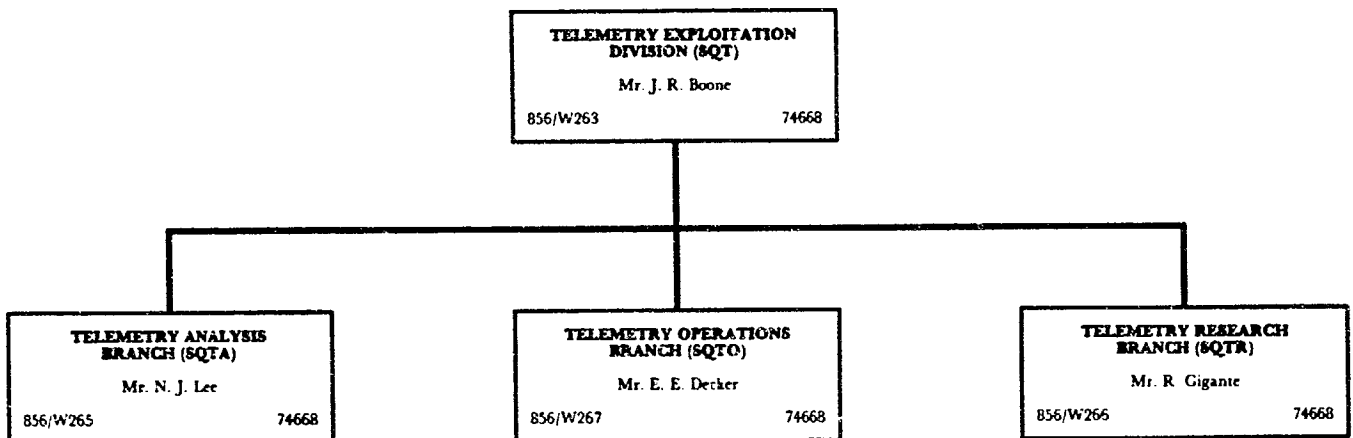 TELEMETRY EXPLOITATION
DIVISION (SQT)
Mr. J. R. Boone
856/W263 74668
TELEMETRY ANALYSIS
BRANCH (SQTA)
Mr. N. J. Lee
856/W265 74668
TELEMETRY OPERATIONS
BRANCH (SQTO)
Mr. E. E. Decker
856/W267 74668
TELEMETRY RESEARCH
BRANCH (SQTR)
Mr. R Gigante
856/W266 74668